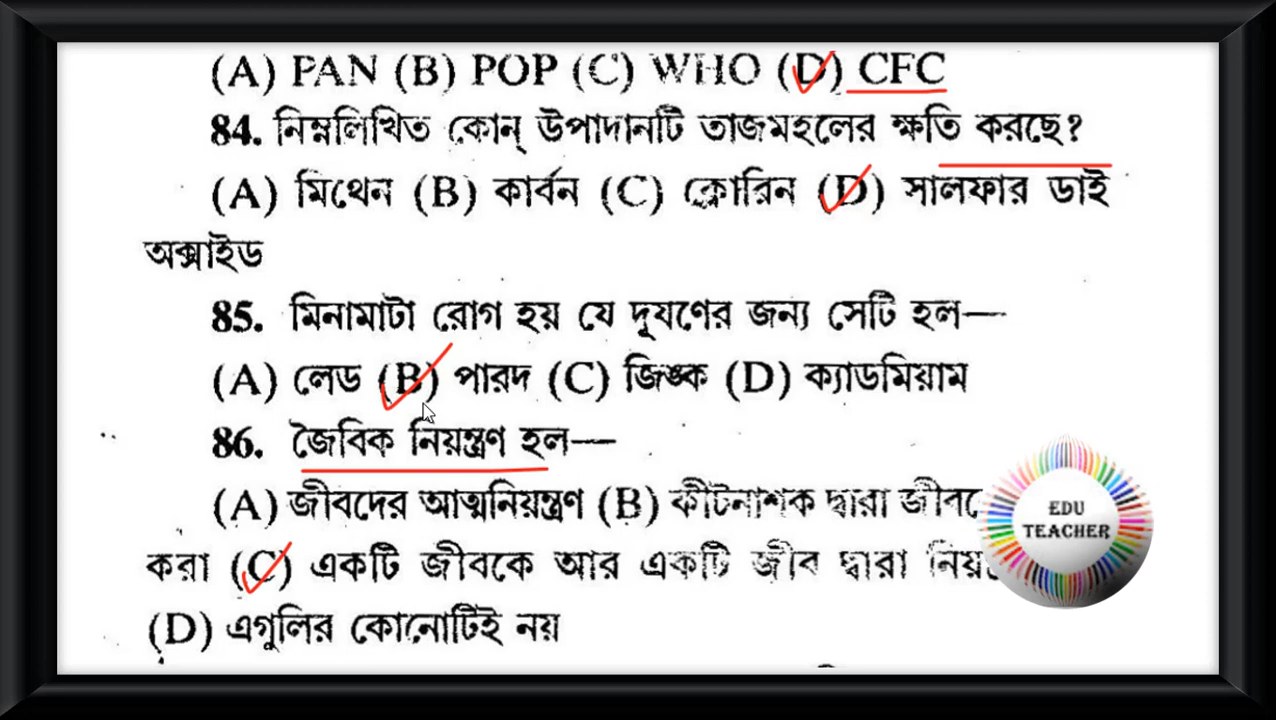 (A) PAN (B) POP (C) WHO (D) CFC
84. নিম্নলিখিত কোন্ উপাদানটি তাজমহলের ক্ষতি করছে?
(A) মিথেন (B) কার্বন (C) ক্লোরিন (D) সালফার ডাই
অক্সাইড
85. মিনামাটা রোগ হয় যে দূষণের জন্য সেটি হল—
(A) লেড (B) পারদ (C) জিঙ্ক (D) ক্যাডমিয়াম
86. জৈবিক নিয়ন্ত্রণ হল—
(A) জীবদের আত্মনিয়ন্ত্রণ (B) কীটনাশক দ্বারা
করা (C) একটি জীবকে আর একটি জীব দ্বারা
(D) এগুলির কোনোটিই নয়
EDU
TEACHER